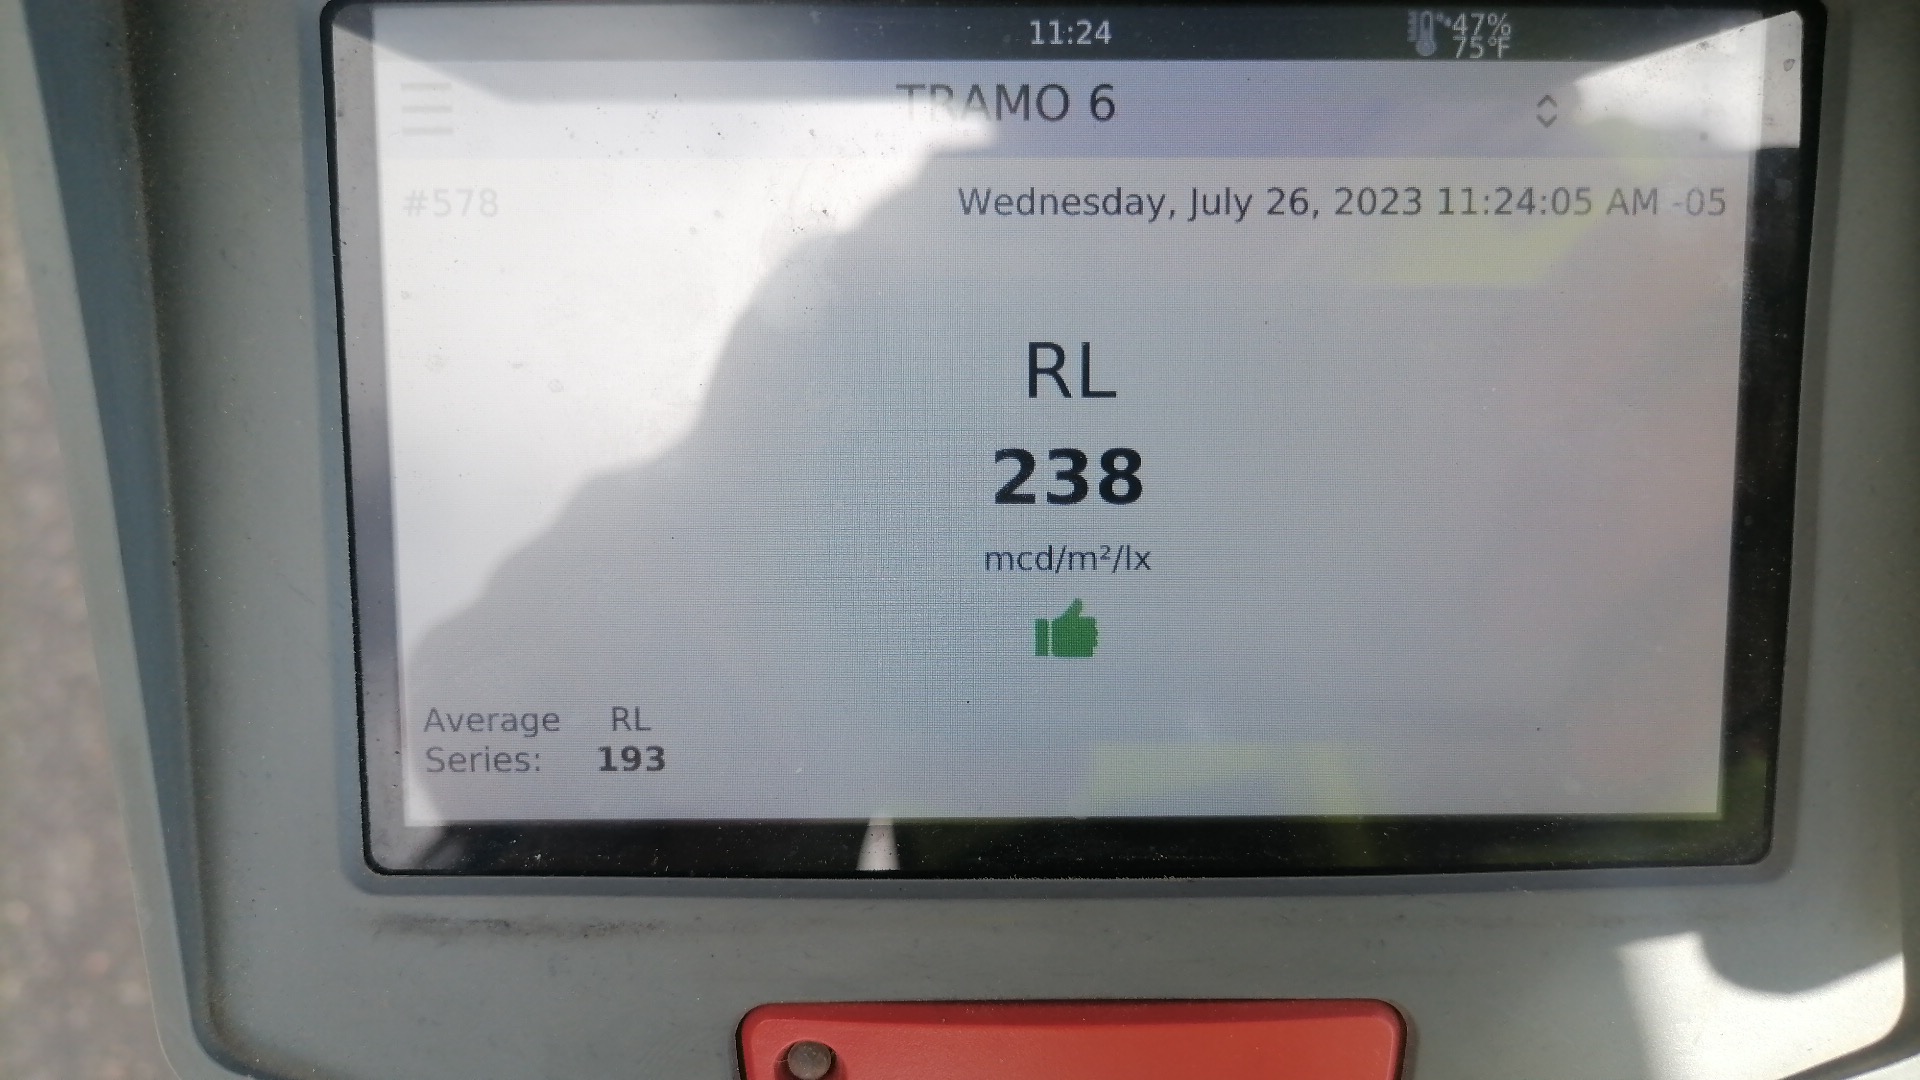 11:24
47%
75°F
TRAMO 6
#578
Wednesday, July 26, 2023 11:24:05 AM -05
RL
238
mcd/m²/lx
Average RL
Series: 193